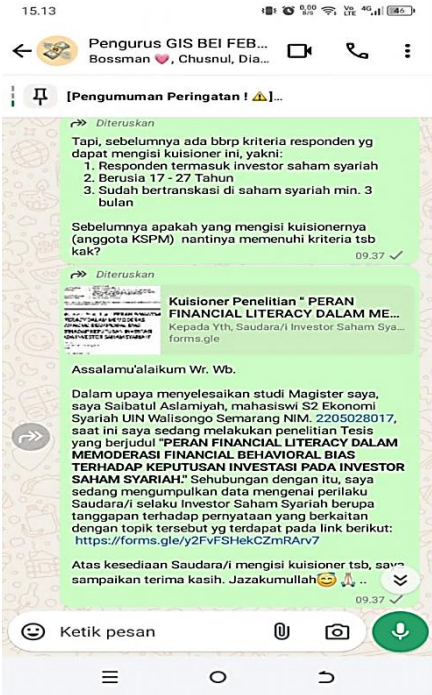 15.13
0,00 B/S Vo LTE 4G 46
Pengurus GIS BEI FEB...
Bossman 💗, Chusnul, Dia...
[Pengumuman Peringatan ! ⚠️]...
Diteruskan
Tapi, sebelumnya ada bbrp kriteria responden yg
dapat mengisi kuisioner ini, yakni:
1. Responden termasuk investor saham syariah
2. Berusia 17 - 27 Tahun
3. Sudah bertranskasi di saham syariah min. 3
bulan
Sebelumnya apakah yang mengisi kuisionernya
(anggota KSPM) nantinya memenuhi kriteria tsb
kak?
09.37
Diteruskan
Kuisioner Penelitian " PERAN
FINANCIAL LITERACY DALAM ME...
Kepada Yth, Saudara/i Investor Saham Sya...
forms.gle
Assalamu'alaikum Wr. Wb.
Dalam upaya menyelesaikan studi Magister saya,
saya Saibatul Aslamiyah, mahasiswi S2 Ekonomi
Syariah UIN Walisongo Semarang NIM. 2205028017,
saat ini saya sedang melakukan penelitian Tesis
yang berjudul "PERAN FINANCIAL LITERACY DALAM
MEMODERASI FINANCIAL BEHAVIORAL BIAS
TERHADAP KEPUTUSAN INVESTASI PADA INVESTOR
SAHAM SYARIAH." Sehubungan dengan itu, saya
sedang mengumpulkan data mengenai perilaku
Saudara/i selaku Investor Saham Syariah berupa
tanggapan terhadap pernyataan yang berkaitan
dengan topik tersebut yg terdapat pada link berikut:
https://forms.gle/y2FvFSHekCZmRArv7
Atas kesediaan Saudara/i mengisi kuisioner tsb, saya
sampaikan terima kasih. Jazakumullah😇🙏..
09.37
Ketik pesan